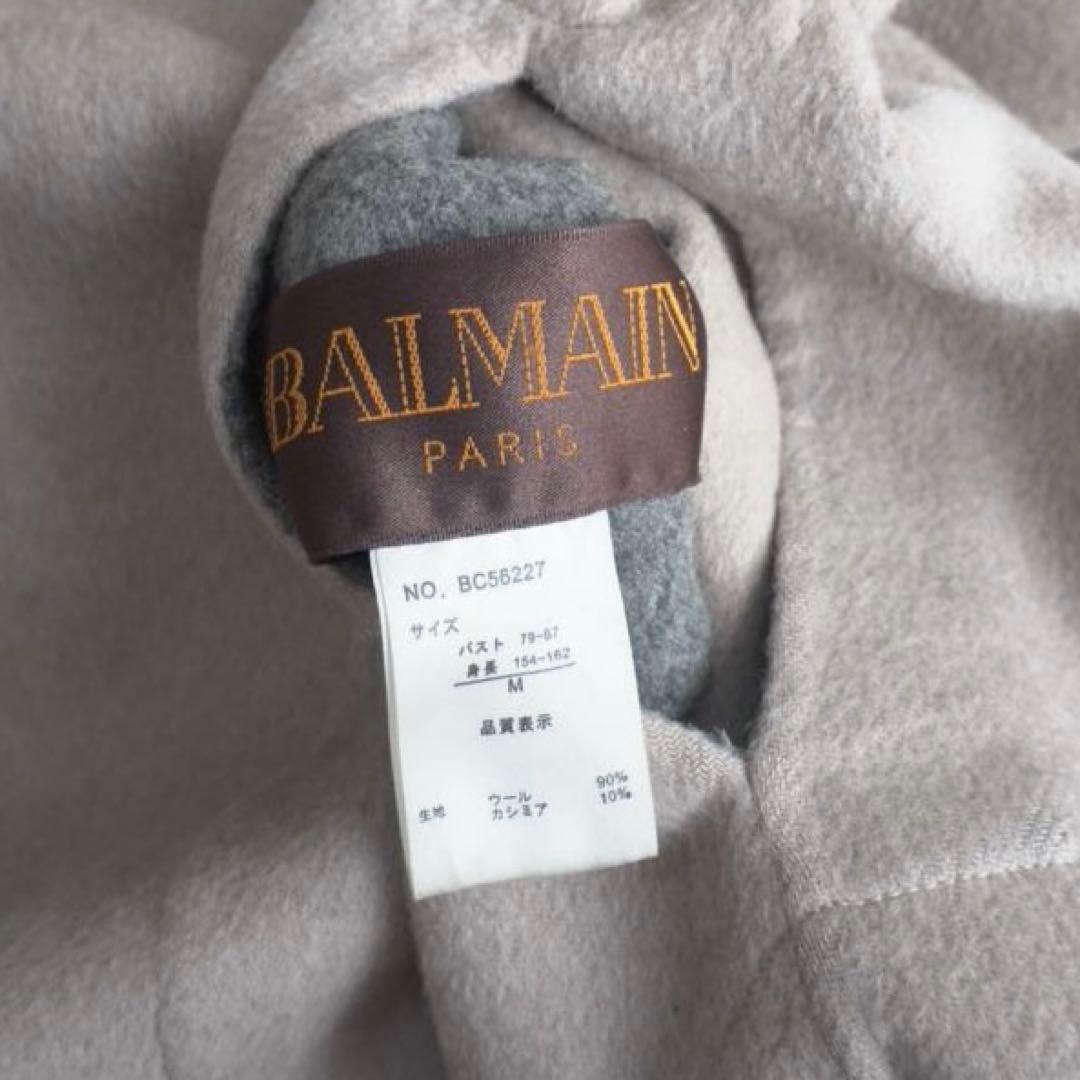 BALMAIN
PARIS
NO. BC56227
サイズ
バスト 79-87
身長 154-162
M
品質表示
90%
生地 ウール
カシミア 10%